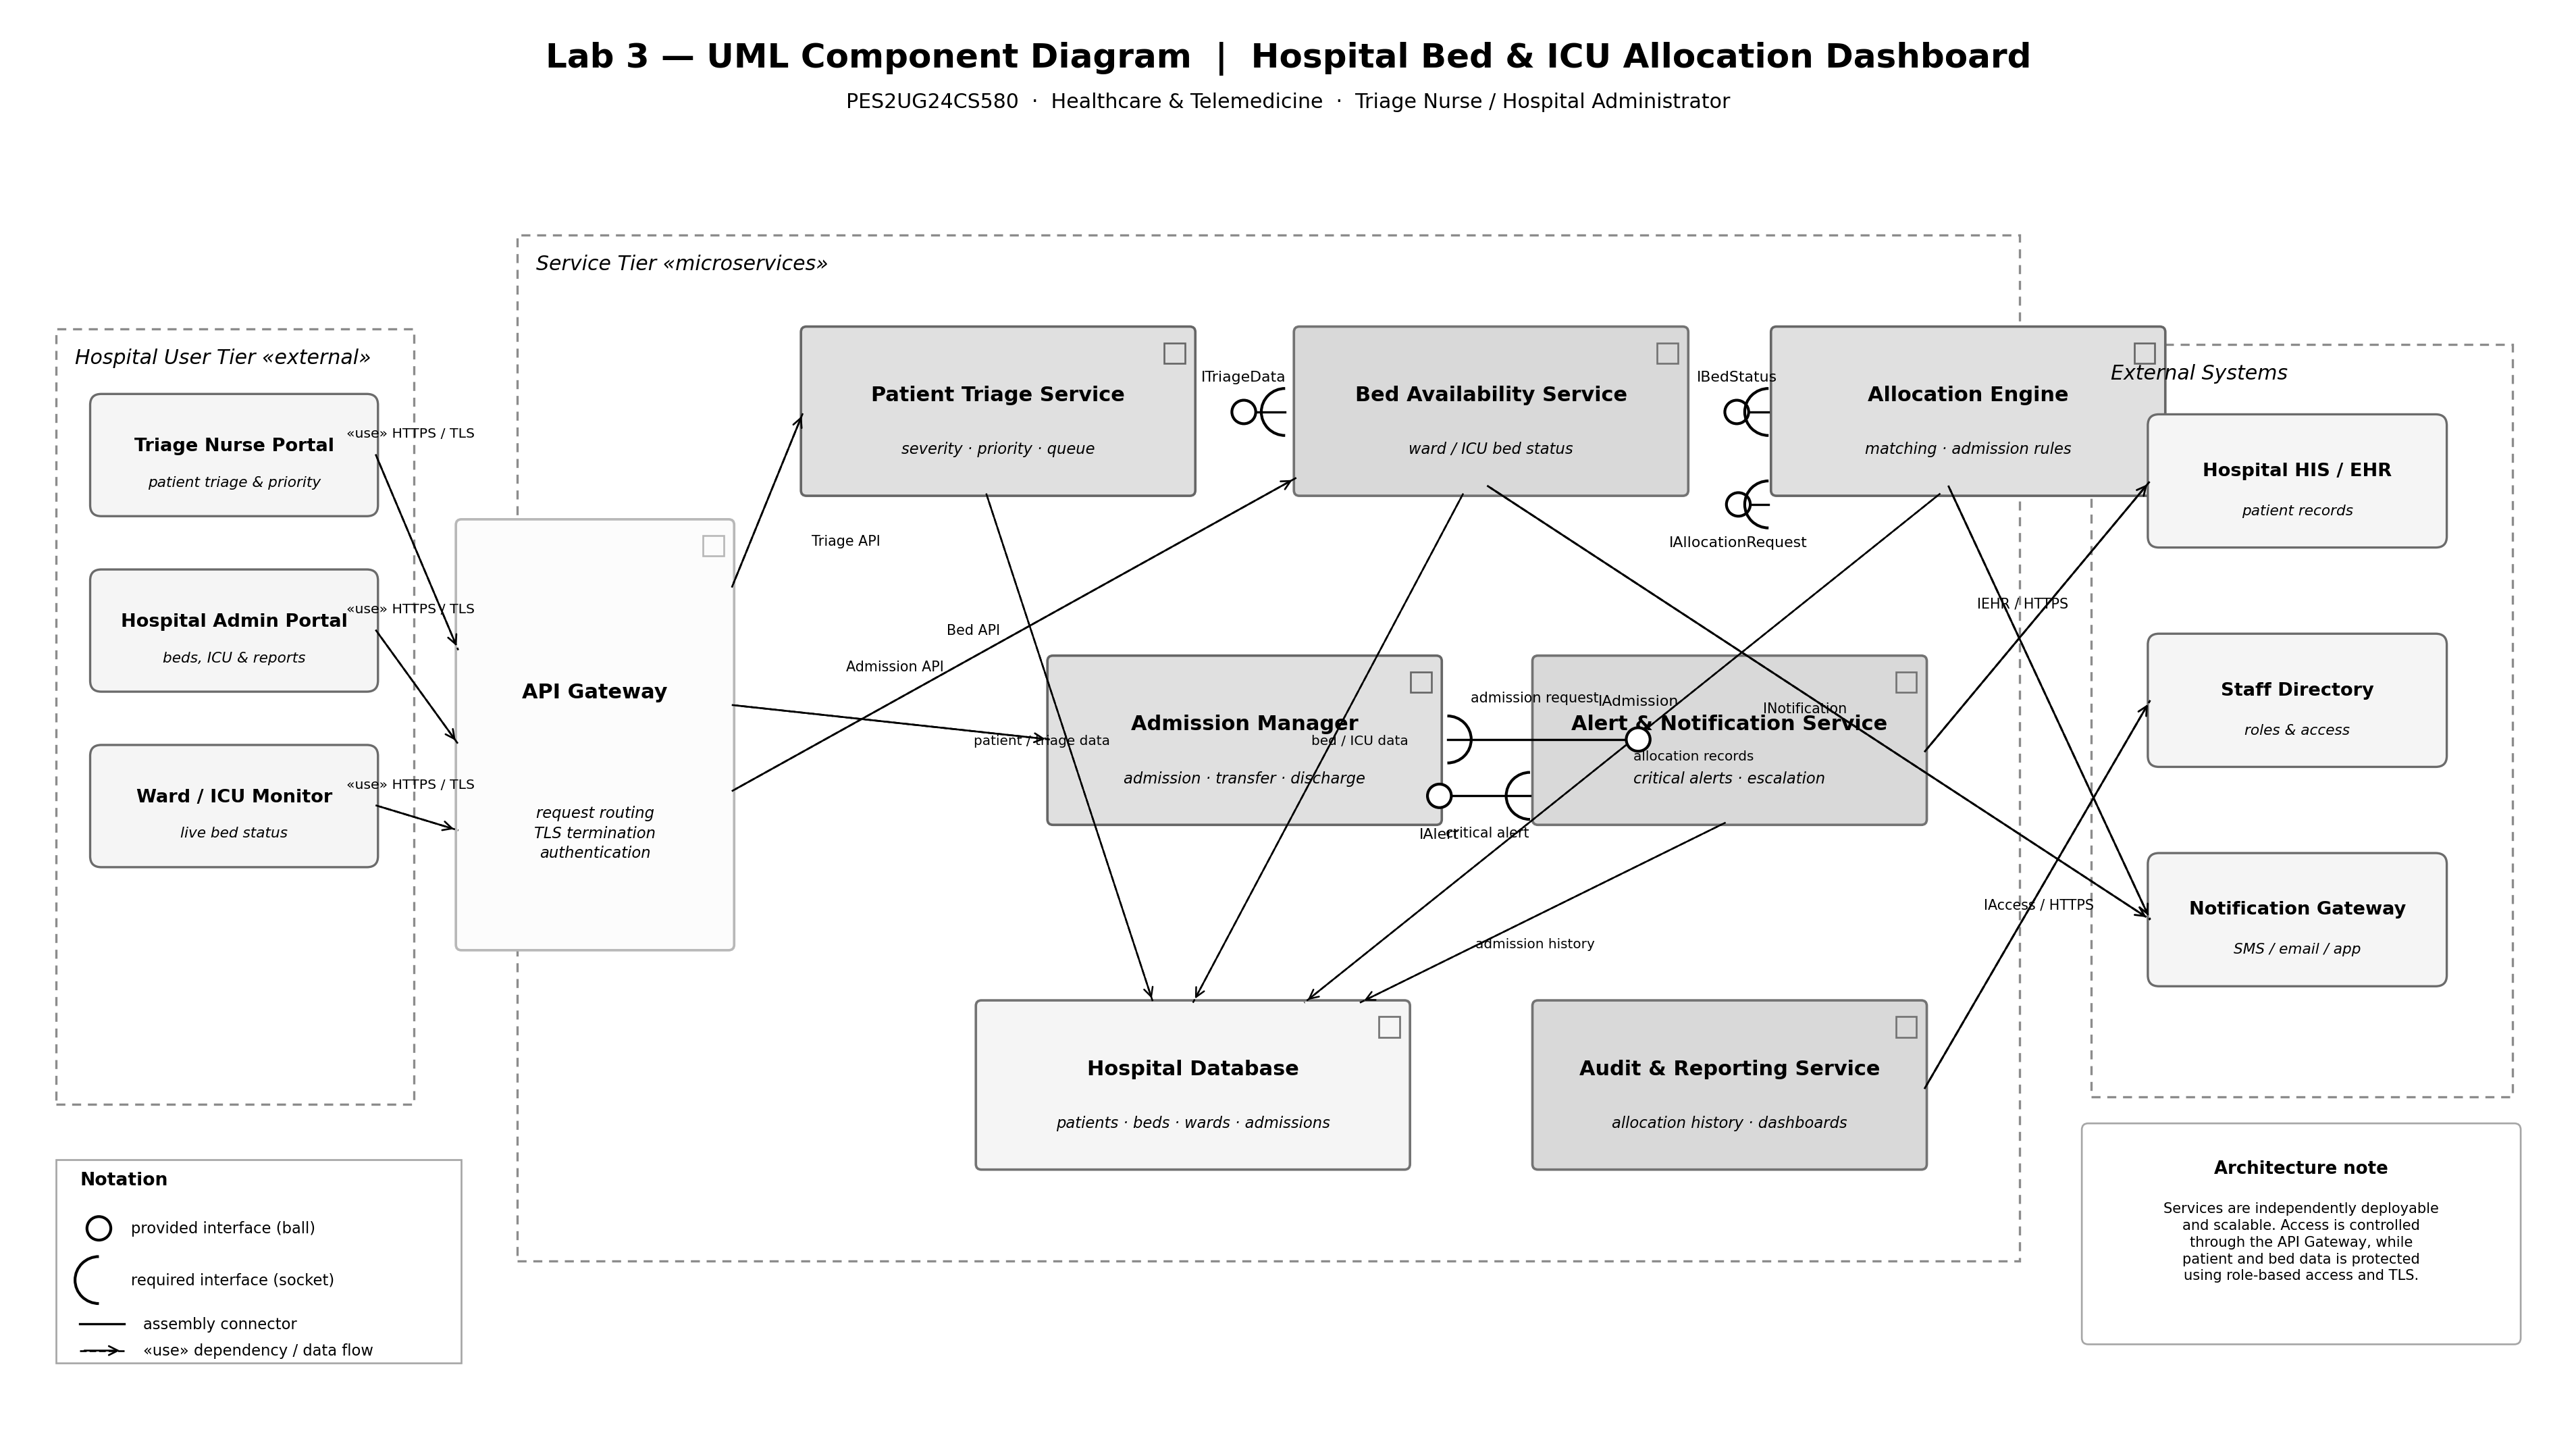 Lab 3 — UML Component Diagram | Hospital Bed & ICU Allocation Dashboard
PES2UG24CS580 · Healthcare & Telemedicine · Triage Nurse / Hospital Administrator
Hospital User Tier «external»
Triage Nurse Portal
patient triage & priority
«use» HTTPS / TLS
Hospital Admin Portal
beds, ICU & reports
«use» HTTPS / TLS
Ward / ICU Monitor
live bed status
«use» HTTPS / TLS
Service Tier «microservices»
API Gateway
request routing
TLS termination
authentication
Patient Triage Service
severity · priority · queue
ITriageData
Bed Availability Service
ward / ICU bed status
IBedStatus
Allocation Engine
matching · admission rules
IAllocationRequest
Triage API
Bed API
Admission API
Admission Manager
admission · transfer · discharge
patient / triage data
bed / ICU data
admission request
IAdmission
INotification
Alert & Notification Service
critical alerts · escalation
allocation records
IAlert
critical alert
admission history
Hospital Database
patients · beds · wards · admissions
Audit & Reporting Service
allocation history · dashboards
IEHR / HTTPS
IAccess / HTTPS
External Systems
Hospital HIS / EHR
patient records
Staff Directory
roles & access
Notification Gateway
SMS / email / app
Notation
provided interface (ball)
required interface (socket)
assembly connector
«use» dependency / data flow
Architecture note
Services are independently deployable
and scalable. Access is controlled
through the API Gateway, while
patient and bed data is protected
using role-based access and TLS.